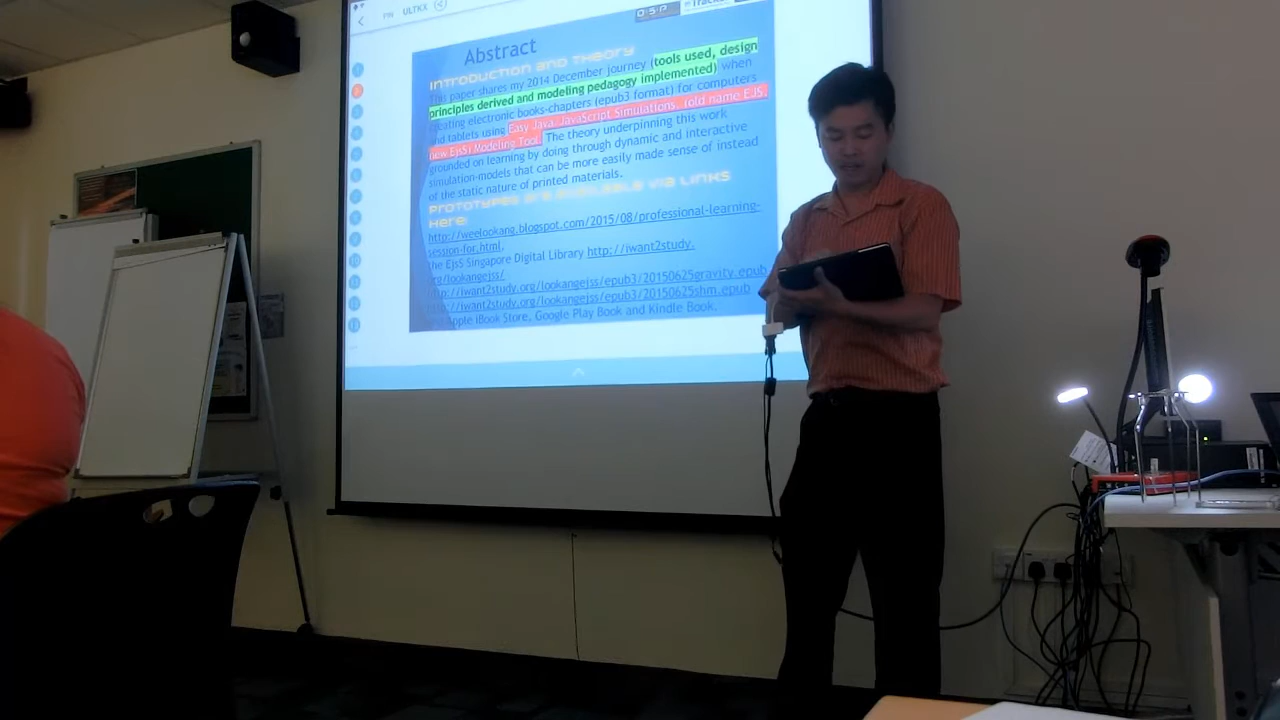 PIN ULTKX
O·S·P
Tracker
Abstract
Introduction and Theory
This paper shares my 2014 December journey (tools used, design
principles derived and modeling pedagogy implemented) when
creating electronic books-chapters (epub3 format) for computers
and tablets using Easy Java, JavaScript Simulations, (old name EJS,
new EjsS) Modeling Tool. The theory underpinning this work
grounded on learning by doing through dynamic and interactive
simulation-models that can be more easily made sense of instead
of the static nature of printed materials.
Prototypes are available via links
Here:
http://weelookang.blogspot.com/2015/08/professional-learning-
session-for.html.
The EjsS Singapore Digital Library http://iwant2study.
org/lookangejss/
http://iwant2study.org/lookangejss/epub3/20150625gravity.epub
http://iwant2study.org/lookangejss/epub3/20150625shm.epub
Apple iBook Store, Google Play Book and Kindle Book.